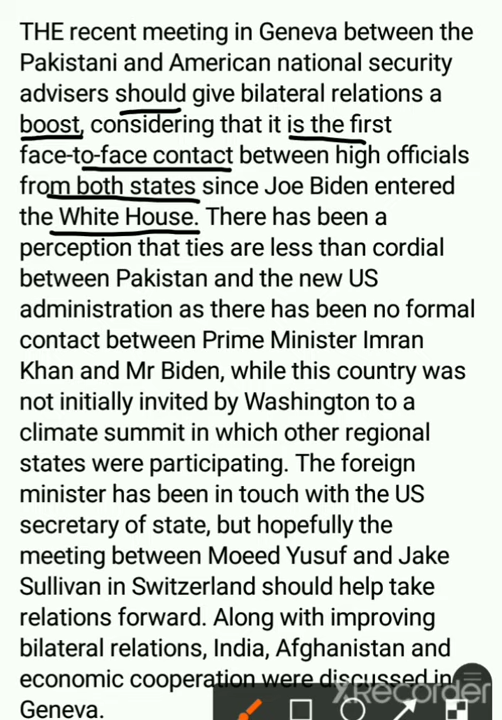 THE recent meeting in Geneva between the
Pakistani and American national security
advisers should give bilateral relations a
boost, considering that it is the first
face-to-face contact between high officials
from both states since Joe Biden entered
the White House. There has been a
perception that ties are less than cordial
between Pakistan and the new US
administration as there has been no formal
contact between Prime Minister Imran
Khan and Mr Biden, while this country was
not initially invited by Washington to a
climate summit in which other regional
states were participating. The foreign
minister has been in touch with the US
secretary of state, but hopefully the
meeting between Moeed Yusuf and Jake
Sullivan in Switzerland should help take
relations forward. Along with improving
bilateral relations, India, Afghanistan and
economic cooperation were discussed in
XRecorder
Geneva.